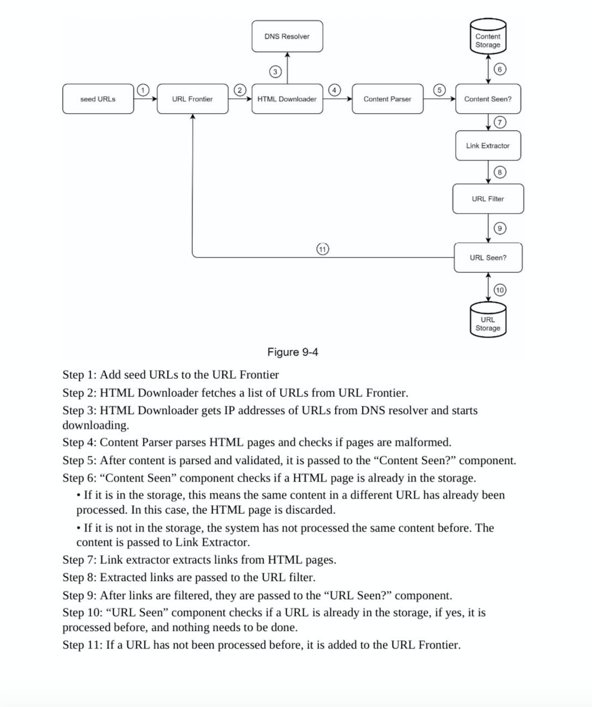 DNS Resolver
Content
Storage
3
6
1
2
4
5
seed URLs
URL Frontier
HTML Downloader
Content Parser
Content Seen?
7
Link Extractor
8
URL Filter
9
11
URL Seen?
10
URL
Storage
Figure 9-4
Step 1: Add seed URLs to the URL Frontier
Step 2: HTML Downloader fetches a list of URLs from URL Frontier.
Step 3: HTML Downloader gets IP addresses of URLs from DNS resolver and starts
downloading.
Step 4: Content Parser parses HTML pages and checks if pages are malformed.
Step 5: After content is parsed and validated, it is passed to the “Content Seen?” component.
Step 6: “Content Seen” component checks if a HTML page is already in the storage.
• If it is in the storage, this means the same content in a different URL has already been
processed. In this case, the HTML page is discarded.
• If it is not in the storage, the system has not processed the same content before. The
content is passed to Link Extractor.
Step 7: Link extractor extracts links from HTML pages.
Step 8: Extracted links are passed to the URL filter.
Step 9: After links are filtered, they are passed to the “URL Seen?” component.
Step 10: “URL Seen” component checks if a URL is already in the storage, if yes, it is
processed before, and nothing needs to be done.
Step 11: If a URL has not been processed before, it is added to the URL Frontier.